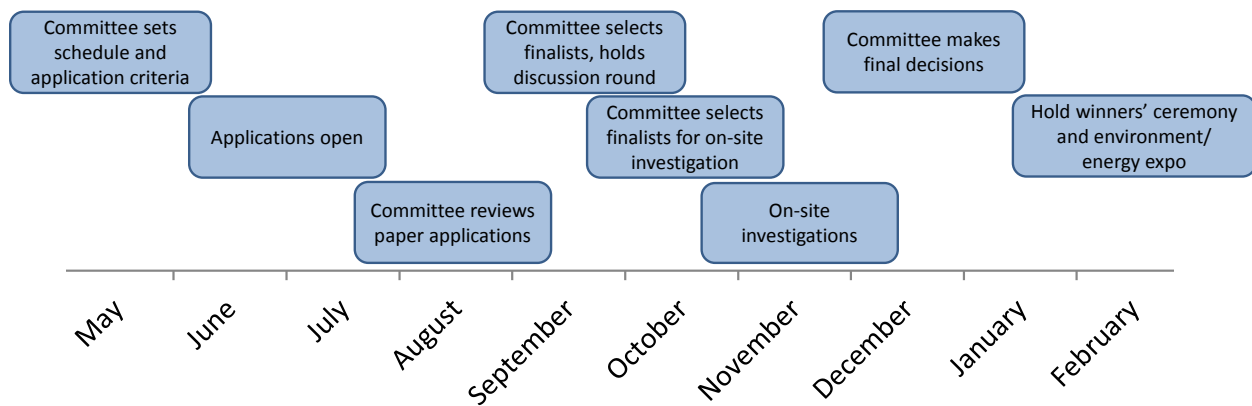 Committee sets
schedule and
application criteria
Applications open
Committee reviews
paper applications
Committee selects
finalists, holds
discussion round
Committee selects
finalists for on-site
investigation
On-site
investigations
Committee makes
final decisions
Hold winners’ ceremony
and environment/
energy expo
May
June
July
August
September
October
November
December
January
February